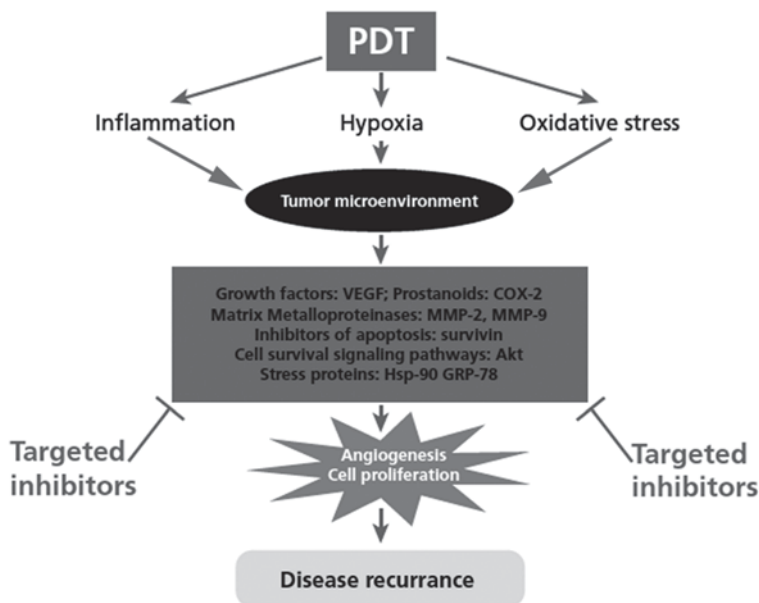 PDT
Inflammation
Hypoxia
Oxidative stress
Tumor microenvironment
Growth factors: VEGF; Prostanoids: COX-2
Matrix Metalloproteinases: MMP-2, MMP-9
Inhibitors of apoptosis: survivin
Cell survival signaling pathways: Akt
Stress proteins: Hsp-90 GRP-78
Targeted
inhibitors
Angiogenesis
Cell proliferation
Targeted
inhibitors
Disease recurrance